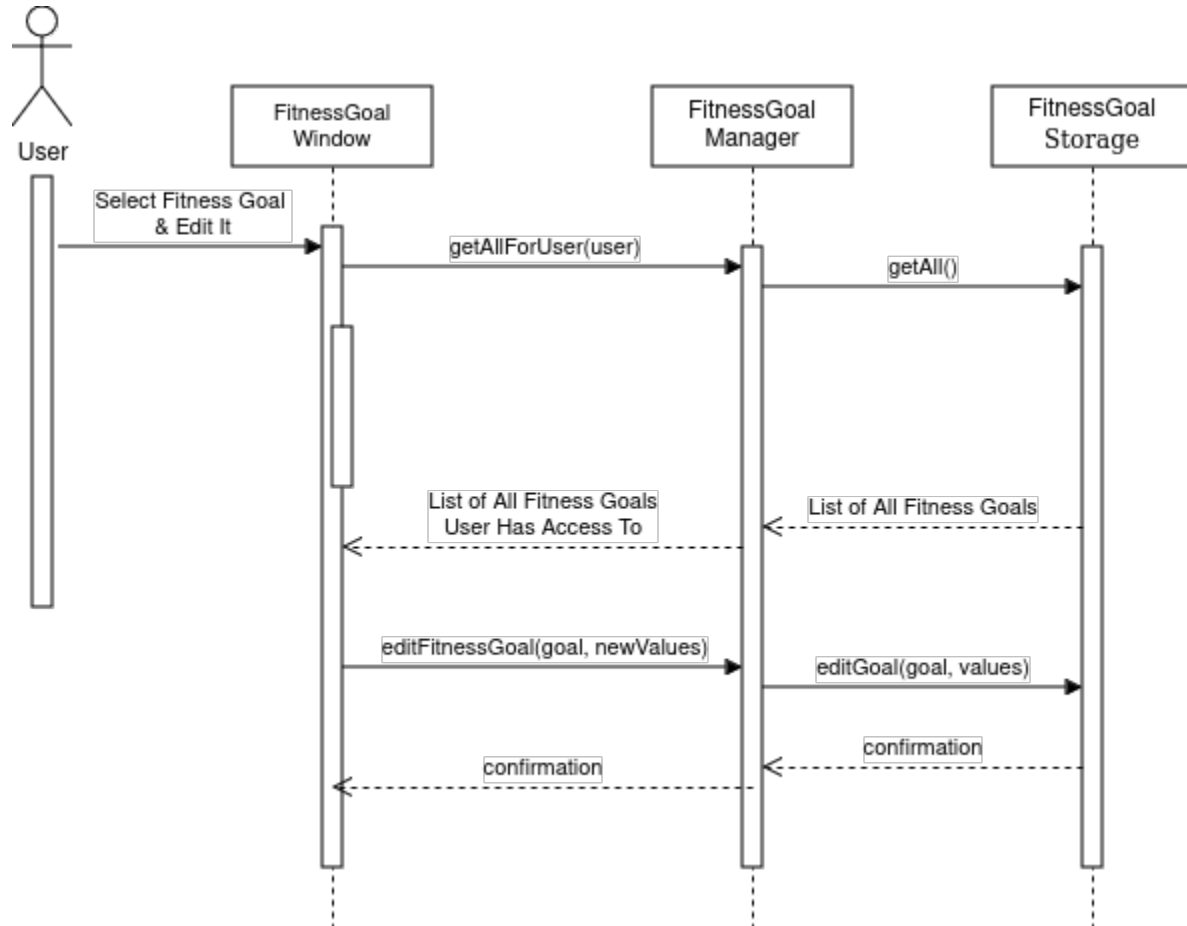 User
FitnessGoal
Window
FitnessGoal
Manager
FitnessGoal
Storage
Select Fitness Goal
& Edit It
getAllForUser(user)
getAll()
List of All Fitness Goals
List of All Fitness Goals
User Has Access To
editFitnessGoal(goal, newValues)
editGoal(goal, values)
confirmation
confirmation